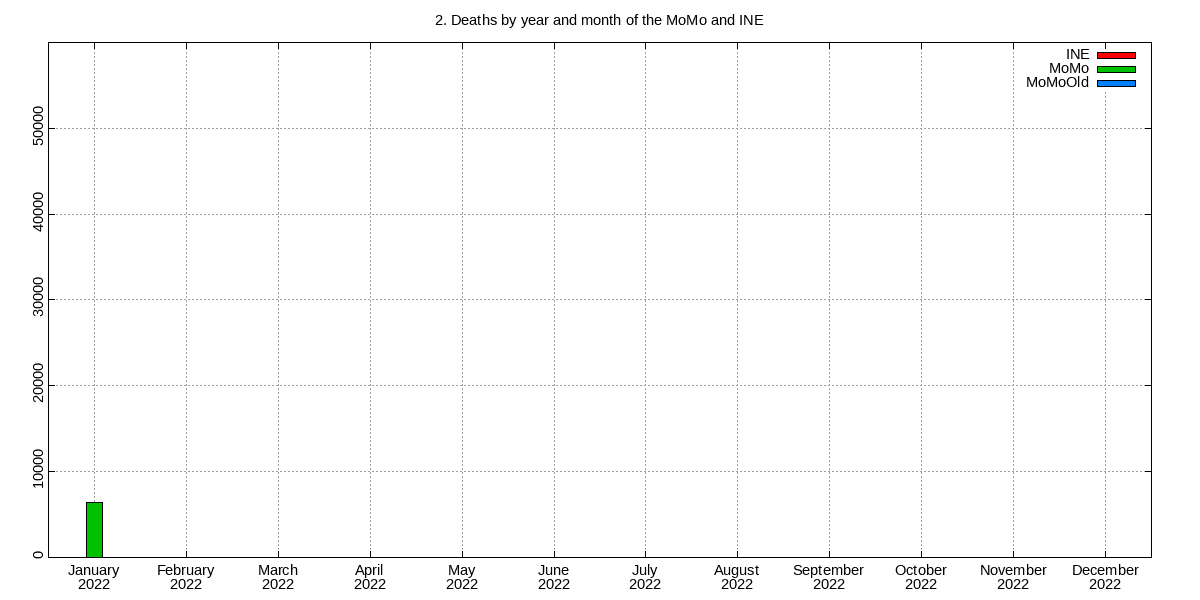 2. Deaths by year and month of the MoMo and INE
INE
MoMo
MoMoOld
50000
40000
30000
20000
10000
0
January February March April May June July August September October November December
2022 2022 2022 2022 2022 2022 2022 2022 2022 2022 2022 2022